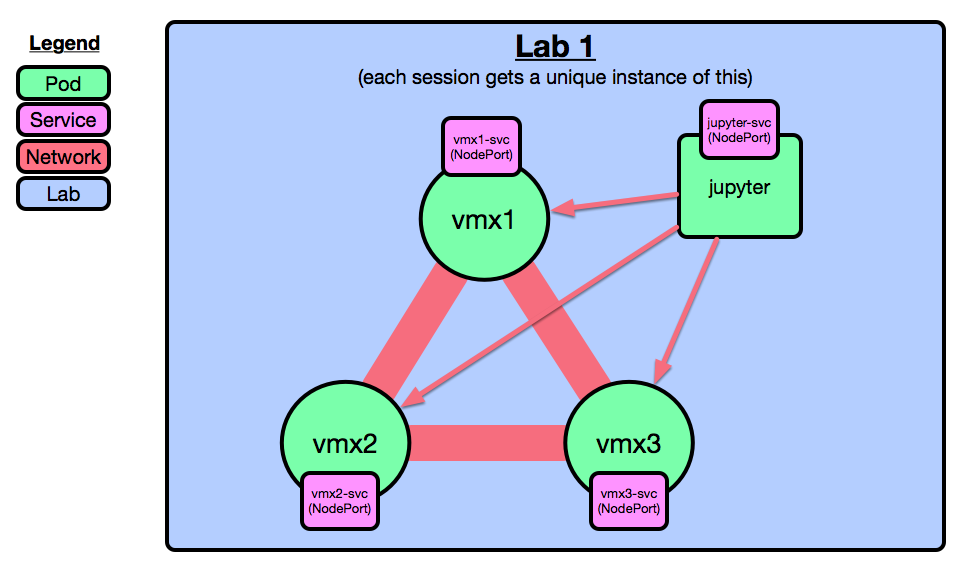 Legend
Pod
Service
Network
Lab
Lab 1
(each session gets a unique instance of this)
vmx1-svc
(NodePort)
vmx1
jupyter-svc
(NodePort)
jupyter
vmx2
vmx2-svc
(NodePort)
vmx3
vmx3-svc
(NodePort)